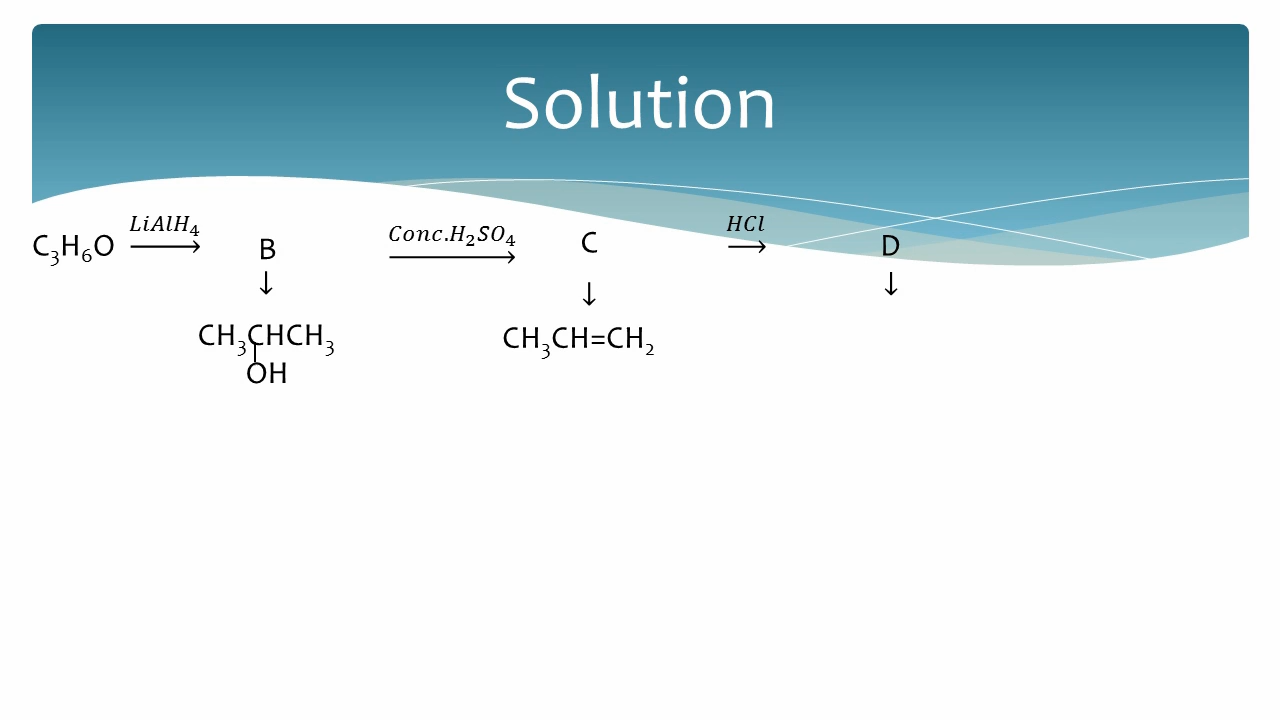 Solution
C₃H₆O LiAlH₄ → B Conc.H₂SO₄ → C HCl → D
↓ ↓ ↓
CH₃CHCH₃ CH₃CH=CH₂
OH